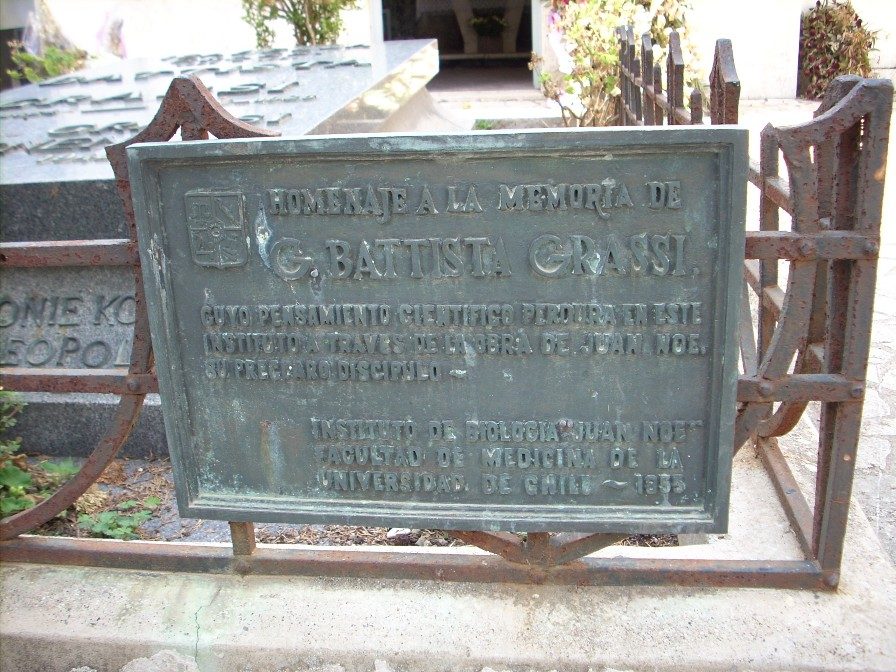 HOMENAJE A LA MEMORIA DE
G. BATTISTA GRASSI.
CUYO PENSAMIENTO CIENTIFICO PERDURA EN ESTE
INSTITUTO A TRAVES DE LA OBRA DE JUAN NOE.
SU PRECLARO DISCIPULO ~
INSTITUTO DE BIOLOGIA "JUAN NOE"
FACULTAD DE MEDICINA DE LA
UNIVERSIDAD. DE CHILE ~ 1955
ONIE KO
LEOPOL